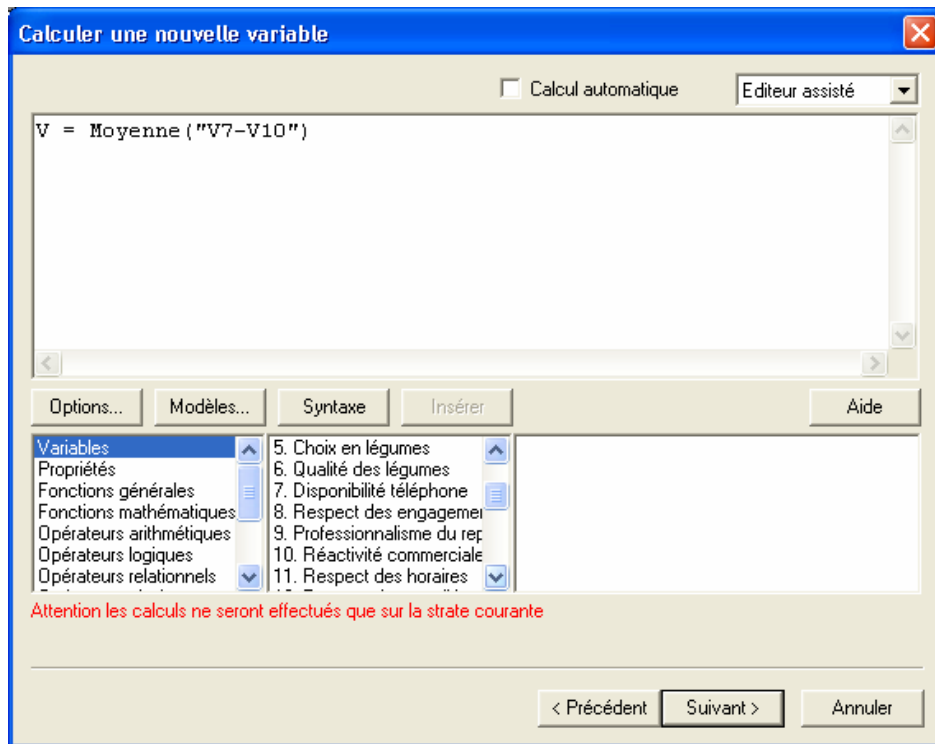 Calculer une nouvelle variable
Calcul automatique
Editeur assisté
V = Moyenne("V7-V10")
Options...
Modèles...
Syntaxe
Insérer
Aide
Variables
Propriétés
Fonctions générales
Fonctions mathématiques
Opérateurs arithmétiques
Opérateurs logiques
Opérateurs relationnels
5. Choix en légumes
6. Qualité des légumes
7. Disponibilité téléphone
8. Respect des engagemer
9. Professionnalisme du rep
10. Réactivité commerciale
11. Respect des horaires
Attention les calculs ne seront effectués que sur la strate courante
< Précédent
Suivant >
Annuler